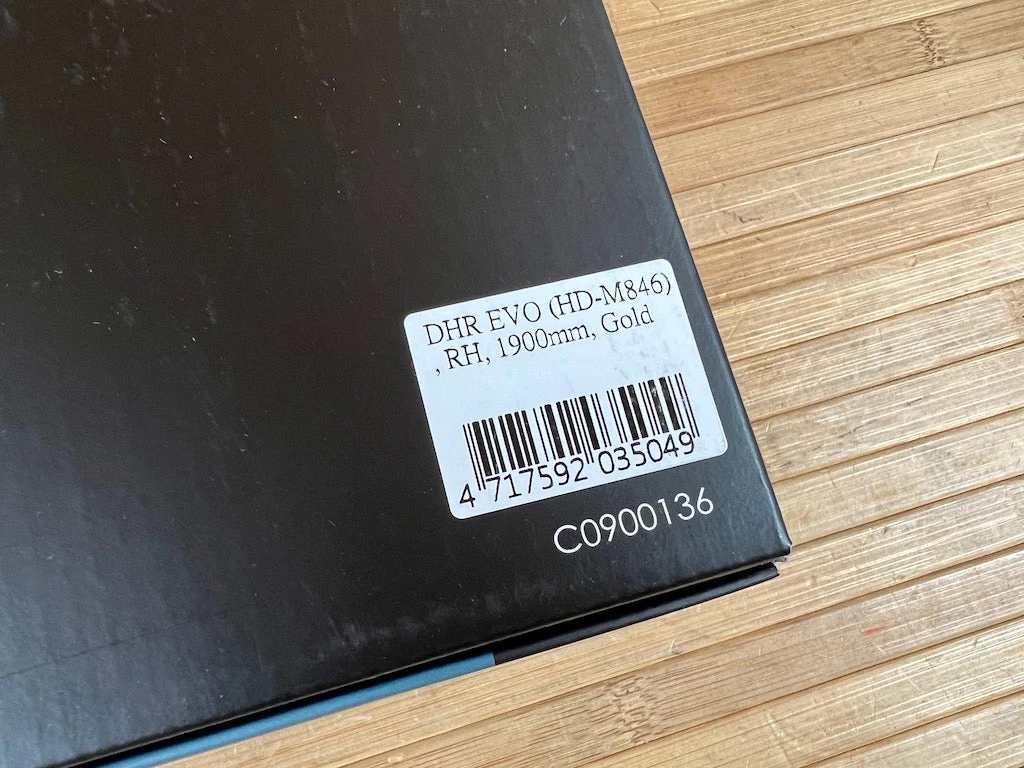 DHR EVO (HD-M846)
, RH, 1900mm, Gold
4 717592 035049
C0900136